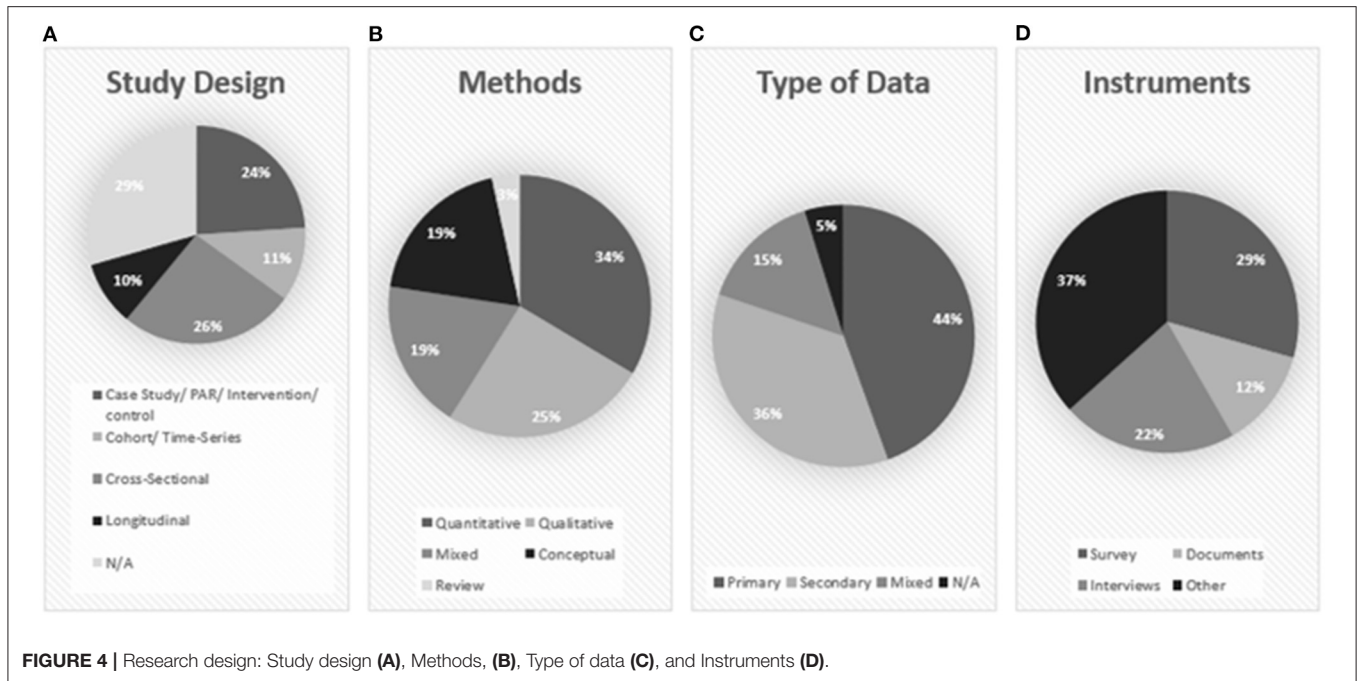 A
Study Design
24%
11%
26%
10%
29%
Case Study/ PAR/ Intervention/
control
Cohort/ Time-Series
Cross-Sectional
Longitudinal
N/A
B
Methods
34%
25%
19%
19%
3%
Quantitative Qualitative
Mixed Conceptual
Review
C
Type of Data
44%
36%
15%
5%
Primary Secondary Mixed N/A
D
Instruments
29%
12%
22%
37%
Survey Documents
Interviews Other
FIGURE 4 | Research design: Study design (A), Methods, (B), Type of data (C), and Instruments (D).